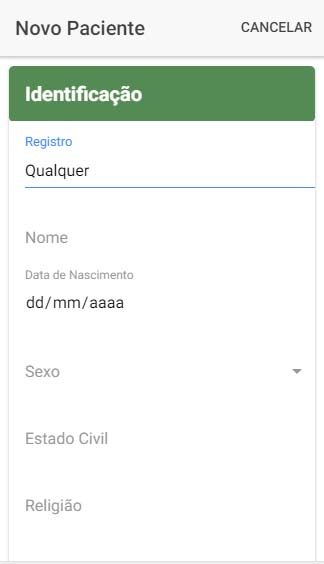 Novo Paciente CANCELAR
Identificação
Registro
Qualquer
Nome
Data de Nascimento
dd/mm/aaaa
Sexo
Estado Civil
Religião